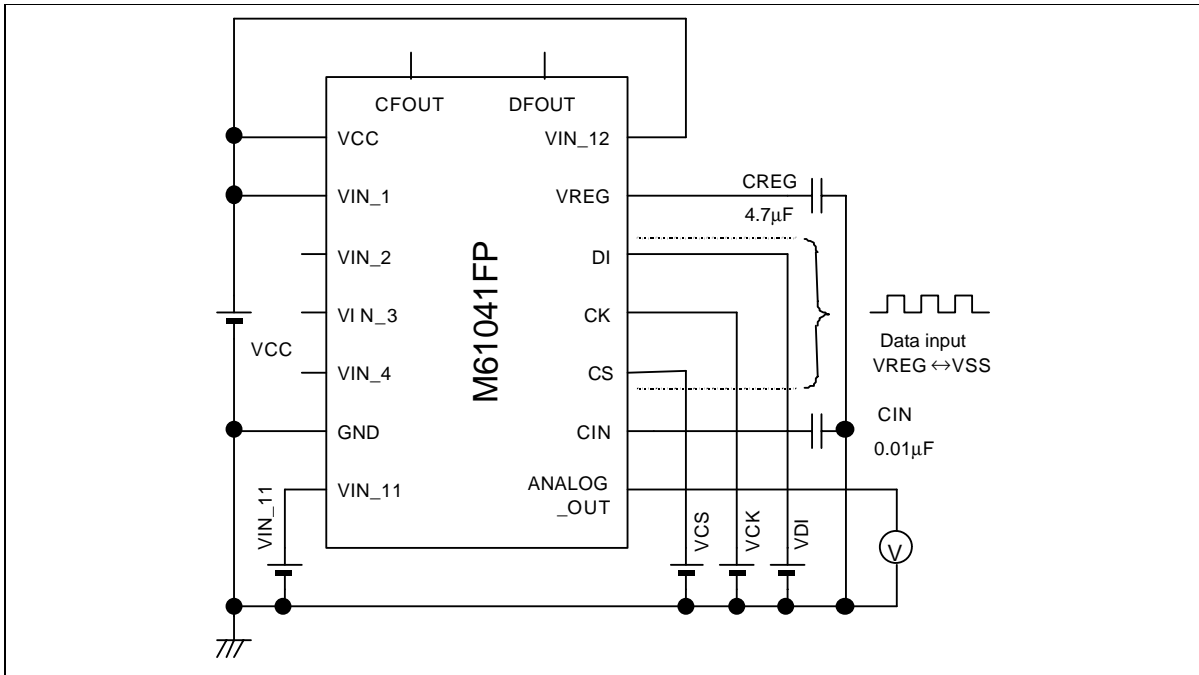 CFOUT
DFOUT
VCC
VIN_12
VIN_1
VREG
CREG
4.7µF
VIN_2
DI
VI N_3
CK
VIN_4
CS
GND
CIN
VIN_11
ANALOG
_OUT
M61041FP
VCC
Data input
VREG ↔VSS
CIN
0.01µF
VIN_11
VCS
VCK
VDI
V